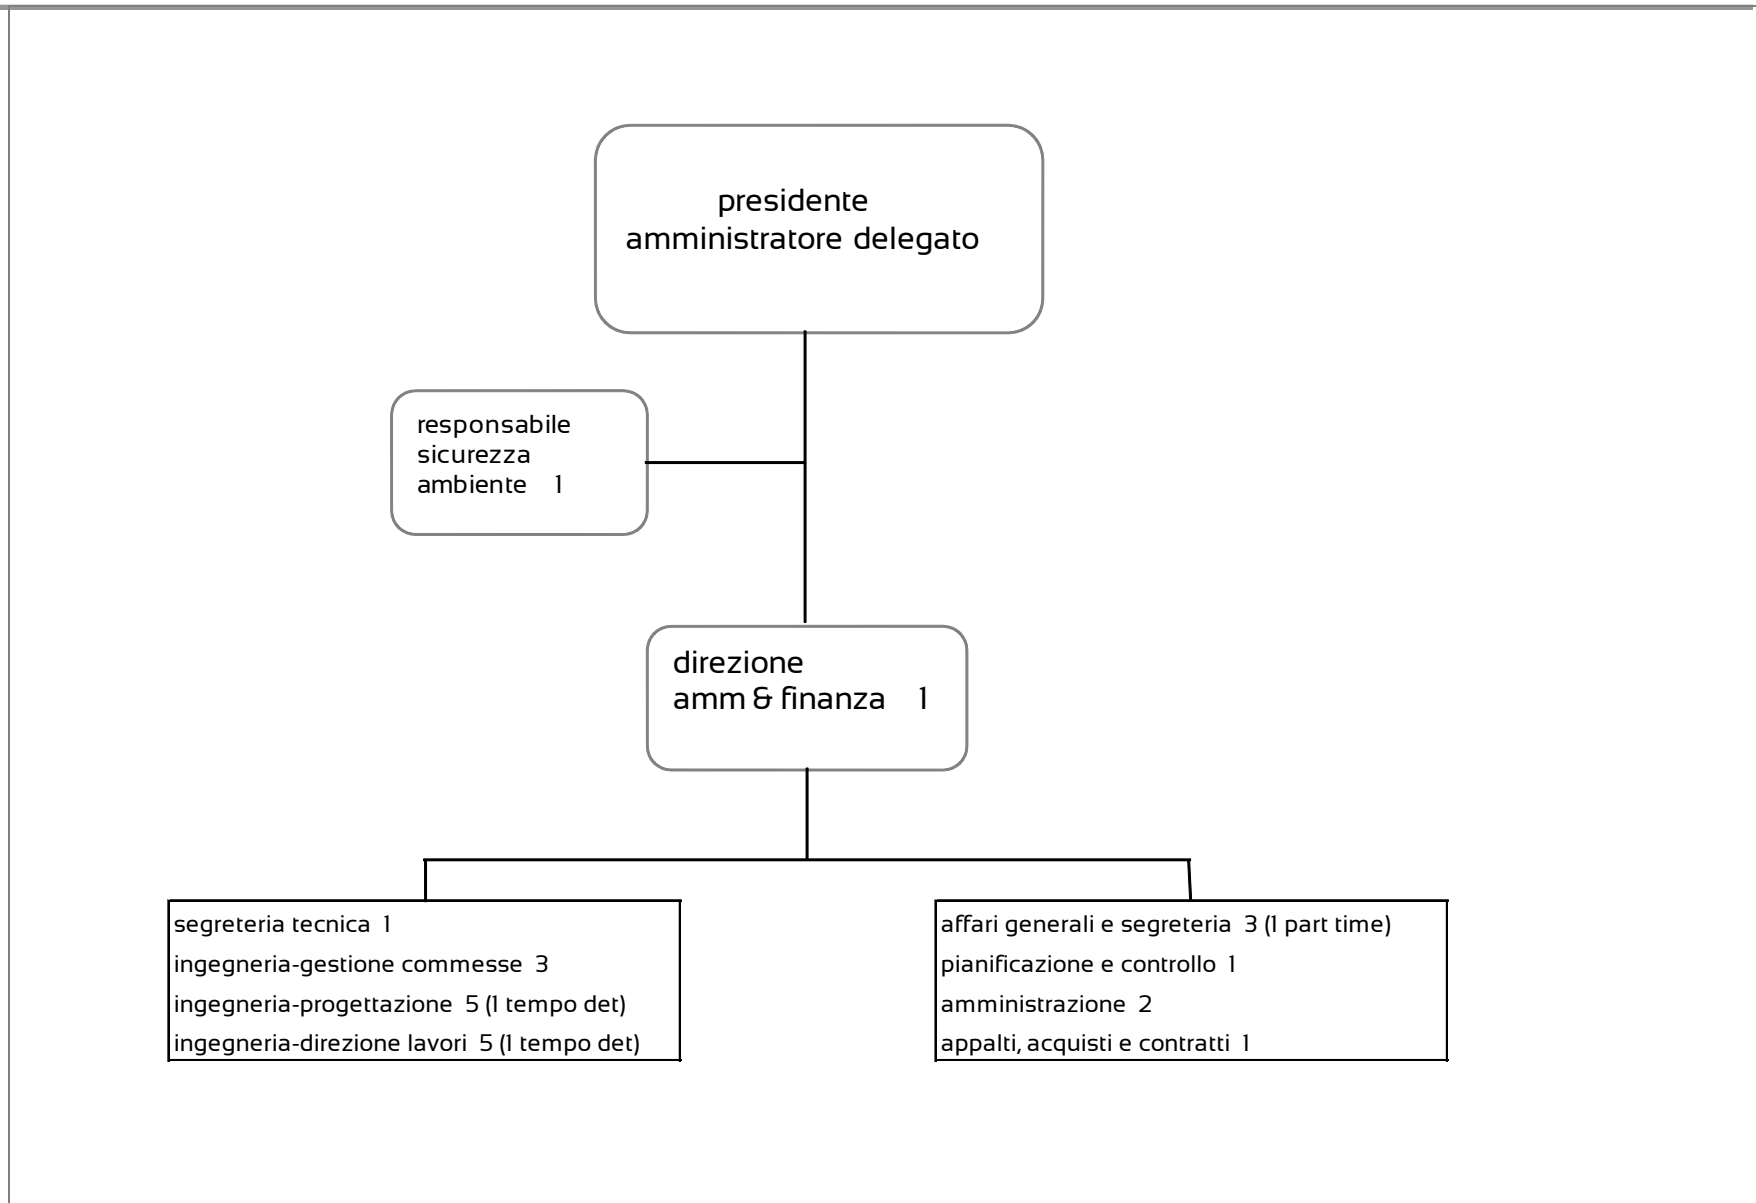 presidente
amministratore delegato
responsabile
sicurezza
ambiente 1
direzione
amm & finanza 1
segreteria tecnica 1
ingegneria-gestione commesse 3
ingegneria-progettazione 5 (1 tempo det)
ingegneria-direzione lavori 5 (1 tempo det)
affari generali e segreteria 3 (1 part time)
pianificazione e controllo 1
amministrazione 2
appalti, acquisti e contratti 1